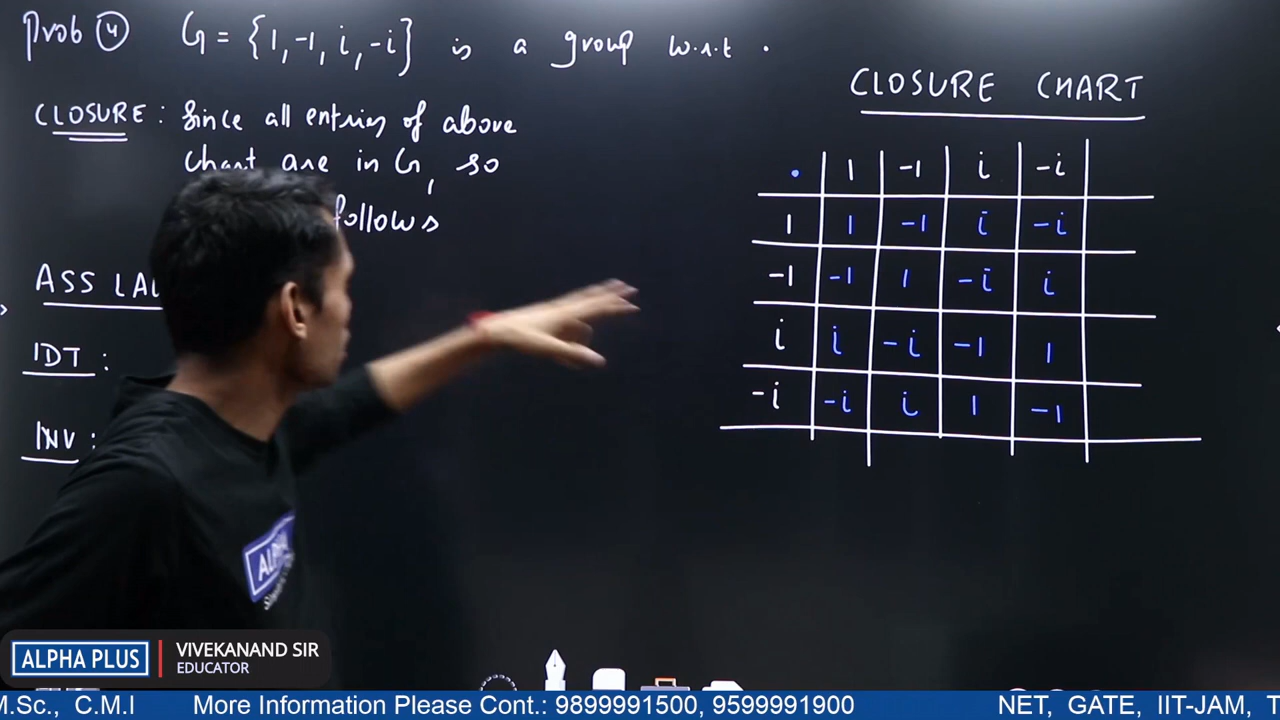 Prob ④ G = {1, -1, i, -i} is a group w.r.t ·
CLOSURE : Since all entries of above
chart are in G, so
follows
ASS LAW
IDT :
INV :
CLOSURE CHART
· 1 -1 i -i
1 1 -1 i -i
-1 -1 1 -i i
i i -i -1 1
-i -i i 1 -1
ALPHA PLUS
VIVEKANAND SIR
EDUCATOR
M.Sc., C.M.I More Information Please Cont.: 9899991500, 9599991900 NET, GATE, IIT-JAM,